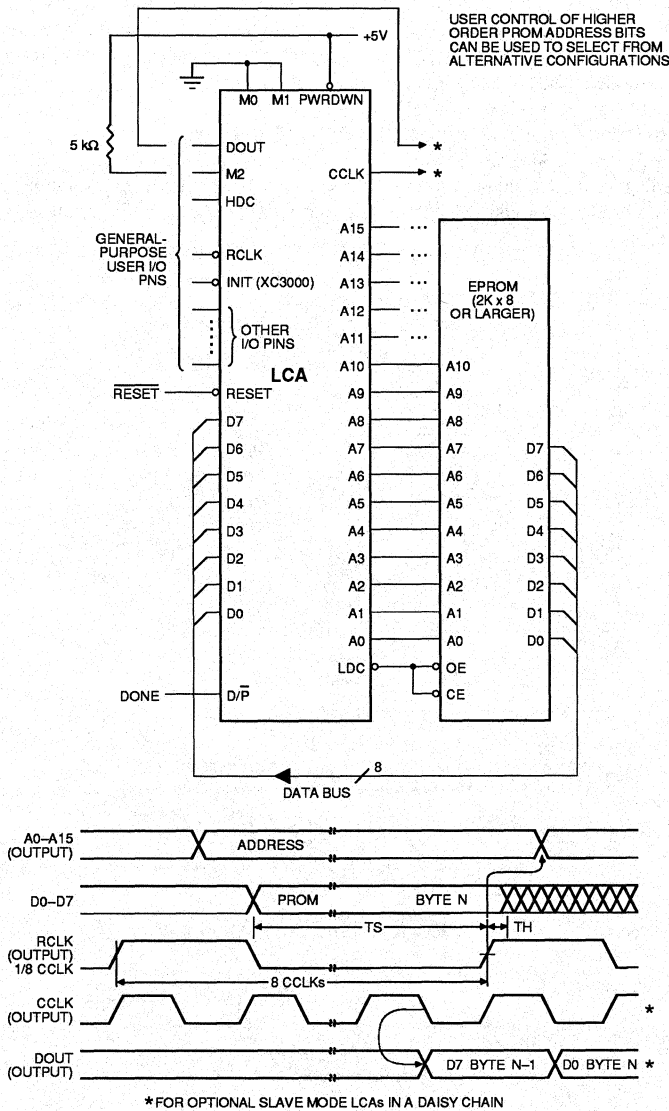 USER CONTROL OF HIGHER
ORDER PROM ADDRESS BITS
CAN BE USED TO SELECT FROM
ALTERNATIVE CONFIGURATIONS
+5V
M0 M1 PWRDWN
5 kΩ
DOUT
*
M2
CCLK
*
HDC
GENERAL-
PURPOSE
USER I/O
PNS
RCLK
INIT (XC3000)
OTHER
I/O PINS
LCA
RESET
RESET
D7
D6
D5
D4
D3
D2
D1
D0
DONE
D/P
A15 ...
A14 ...
A13 ...
A12 ...
A11 ...
A10
A9
A8
A7
A6
A5
A4
A3
A2
A1
A0
LDC
EPROM
(2K x 8
OR LARGER)
A10
A9
A8
A7
A6
A5
A4
A3
A2
A1
A0
OE
CE
D7
D6
D5
D4
D3
D2
D1
D0
8
DATA BUS
A0–A15
(OUTPUT)
ADDRESS
D0–D7
PROM
BYTE N
TS
TH
RCLK
(OUTPUT)
1/8 CCLK
8 CCLKs
CCLK
(OUTPUT)
*
DOUT
(OUTPUT)
D7 BYTE N–1
D0 BYTE N
*
*FOR OPTIONAL SLAVE MODE LCAs IN A DAISY CHAIN